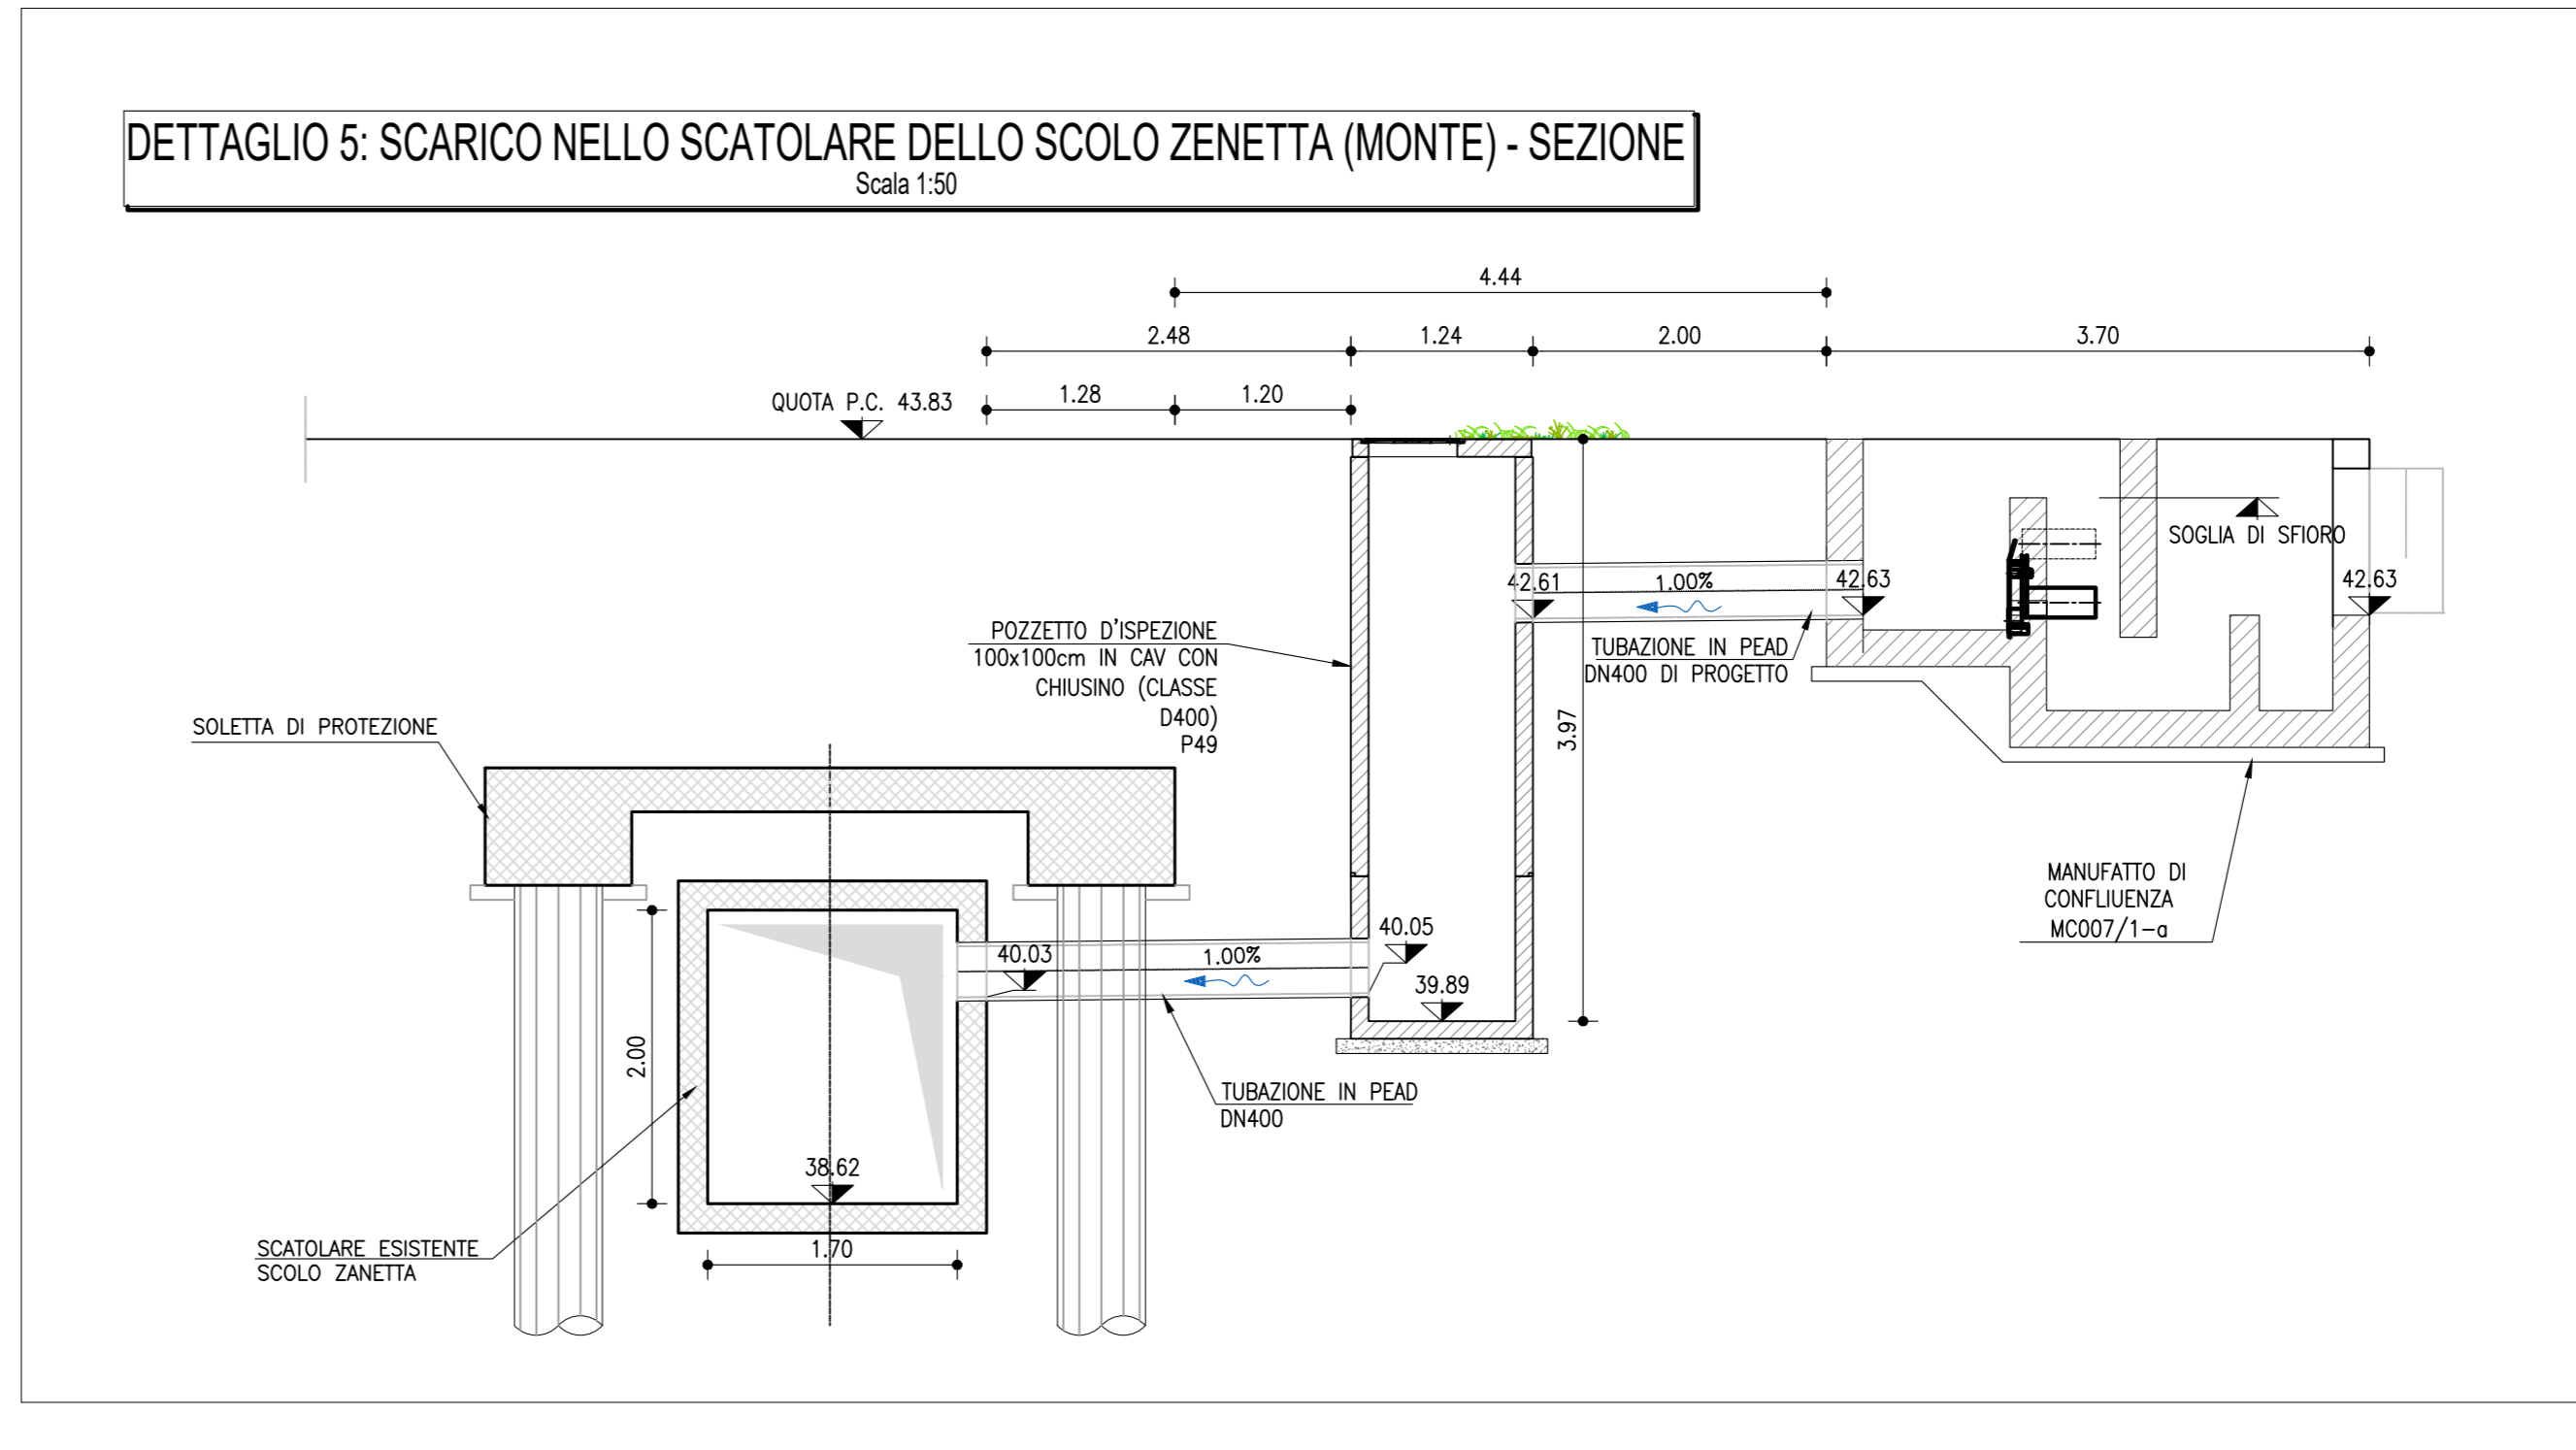 DETTAGLIO 5: SCARICO NELLO SCATOLARE DELLO SCOLO ZENETTA (MONTE) - SEZIONE
Scala 1:50
4.44
2.48
1.24
2.00
3.70
1.28
1.20
QUOTA P.C. 43.83
SOGLIA DI SFIORO
42.61
1.00%
42.63
42.63
POZZETTO D'ISPEZIONE
100x100cm IN CAV CON
CHIUSINO (CLASSE
D400)
P49
TUBAZIONE IN PEAD
DN400 DI PROGETTO
3.97
SOLETTA DI PROTEZIONE
MANUFATTO DI
CONFLIUENZA
MC007/1-a
40.05
40.03
1.00%
39.89
2.00
TUBAZIONE IN PEAD
DN400
38.62
1.70
SCATOLARE ESISTENTE
SCOLO ZANETTA